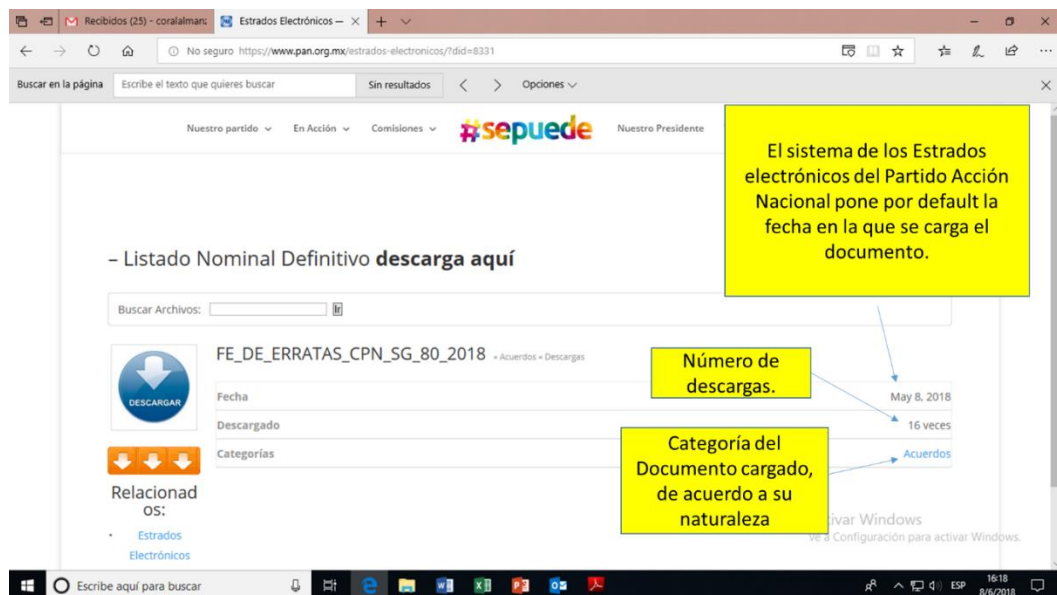 Recibidos (25) - coralalman:
Estrados Electrónicos —
No seguro https://www.pan.org.mx/estrados-electronicos/?did=8331
Buscar en la página
Escribe el texto que quieres buscar
Sin resultados
Opciones
Nuestro partido
En Acción
Comisiones
#sepuede
Nuestro Presidente
El sistema de los Estrados
electrónicos del Partido Acción
Nacional pone por default la
fecha en la que se carga el
documento.
– Listado Nominal Definitivo descarga aquí
Buscar Archivos:
Ir
DESCARGAR
FE_DE_ERRATAS_CPN_SG_80_2018 « Acuerdos « Descargas
Número de
descargas.
Fecha
May 8, 2018
Descargado
16 veces
Categorías
Acuerdos
Categoría del
Documento cargado,
de acuerdo a su
naturaleza
Relacionad
os:
Estrados
Electrónicos
tivar Windows
Ve a Configuración para activar Windows.
Escribe aquí para buscar
ESP
16:18
8/6/2018